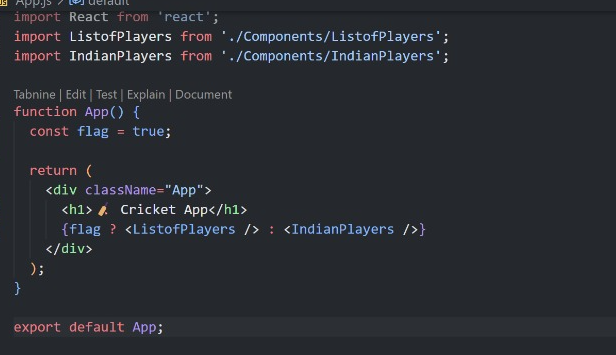 App.js > default
import React from 'react';
import ListofPlayers from './Components/ListofPlayers';
import IndianPlayers from './Components/IndianPlayers';
Tabnine | Edit | Test | Explain | Document
function App() {
const flag = true;
return (
<div className="App">
<h1>🏏 Cricket App</h1>
{flag ? <ListofPlayers /> : <IndianPlayers />}
</div>
);
}
export default App;